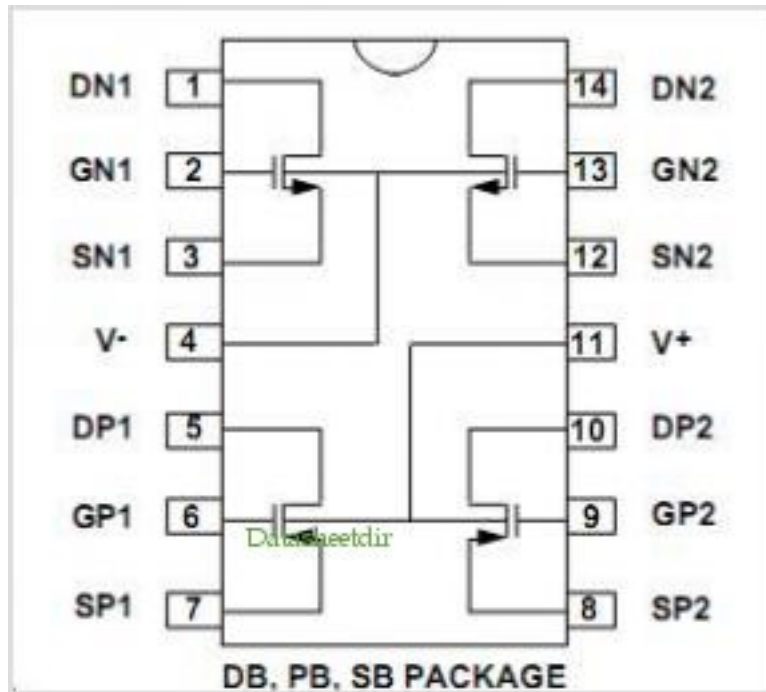 DN1 1 14 DN2
GN1 2 13 GN2
SN1 3 12 SN2
V- 4 11 V+
DP1 5 10 DP2
GP1 6 9 GP2
Datasheetdir
SP1 7 8 SP2
DB, PB, SB PACKAGE